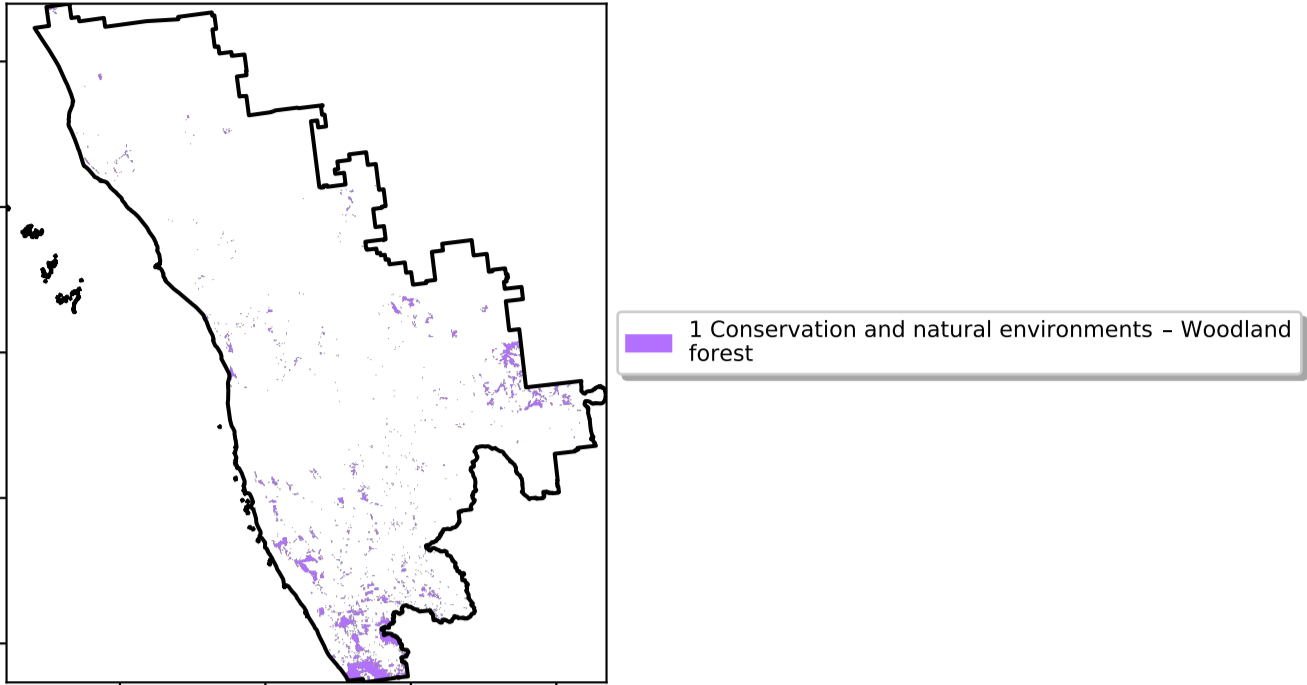 1 Conservation and natural environments – Woodland
forest